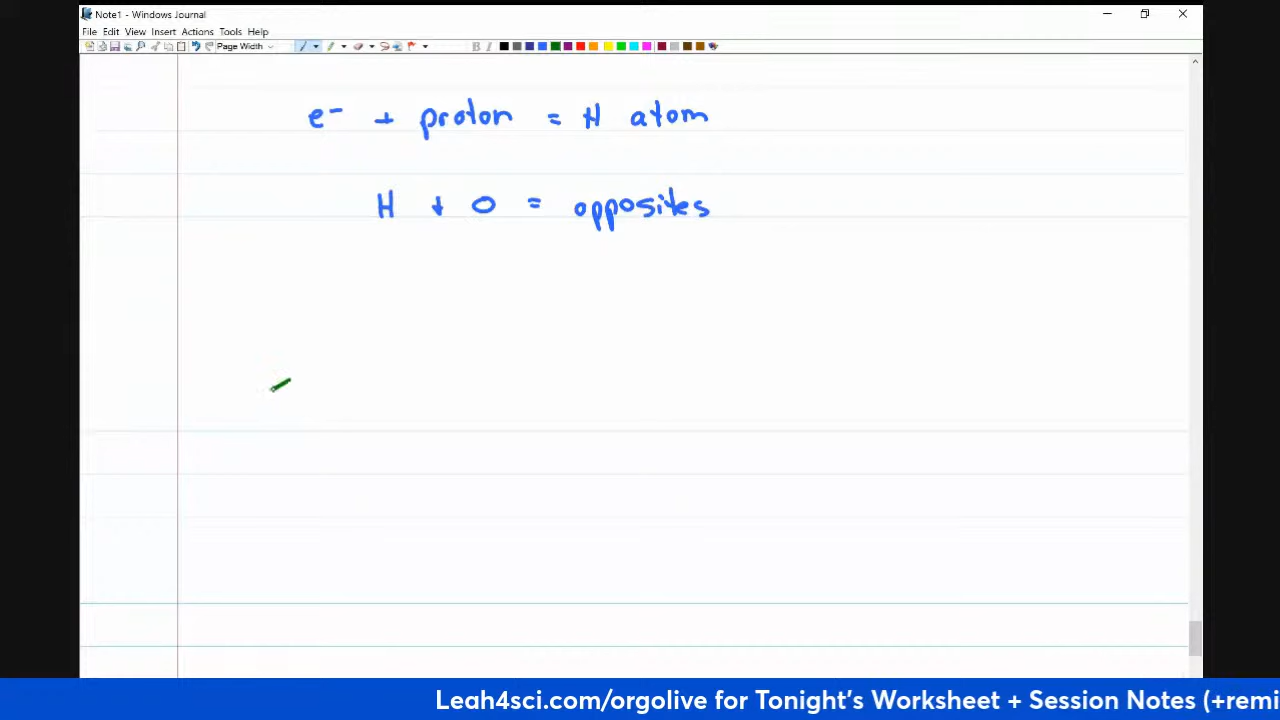 Note1 - Windows Journal
File Edit View Insert Actions Tools Help
Page Width B I
e- + proton = H atom
H + O = opposites
Leah4sci.com/orgolive for Tonight's Worksheet + Session Notes (+remi